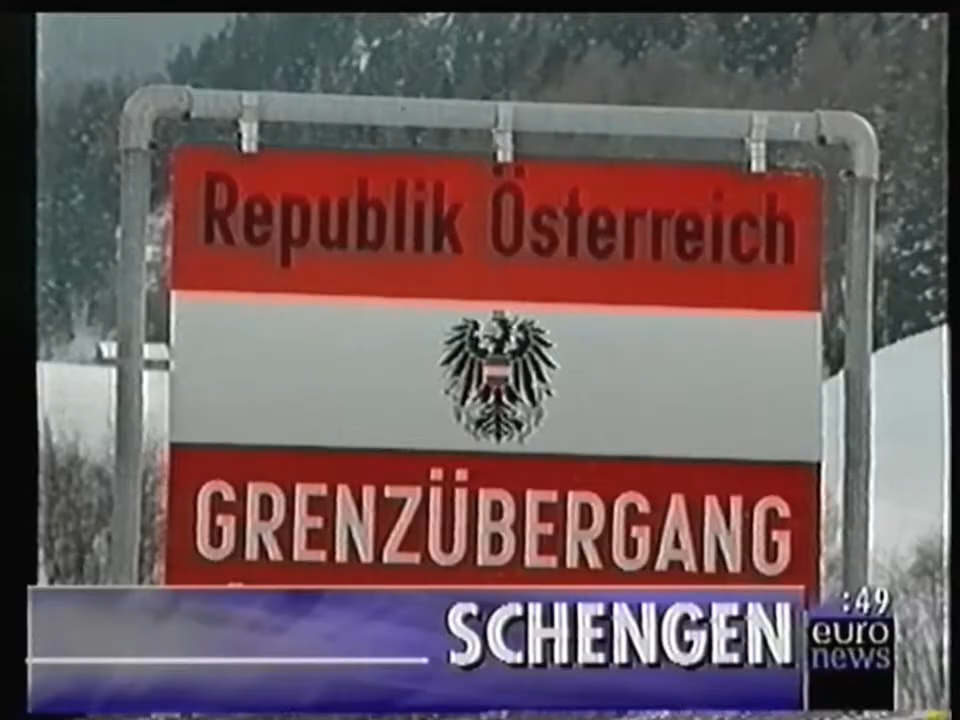 Republik Österreich
GRENZÜBERGANG
SCHENGEN
:49
euro
news